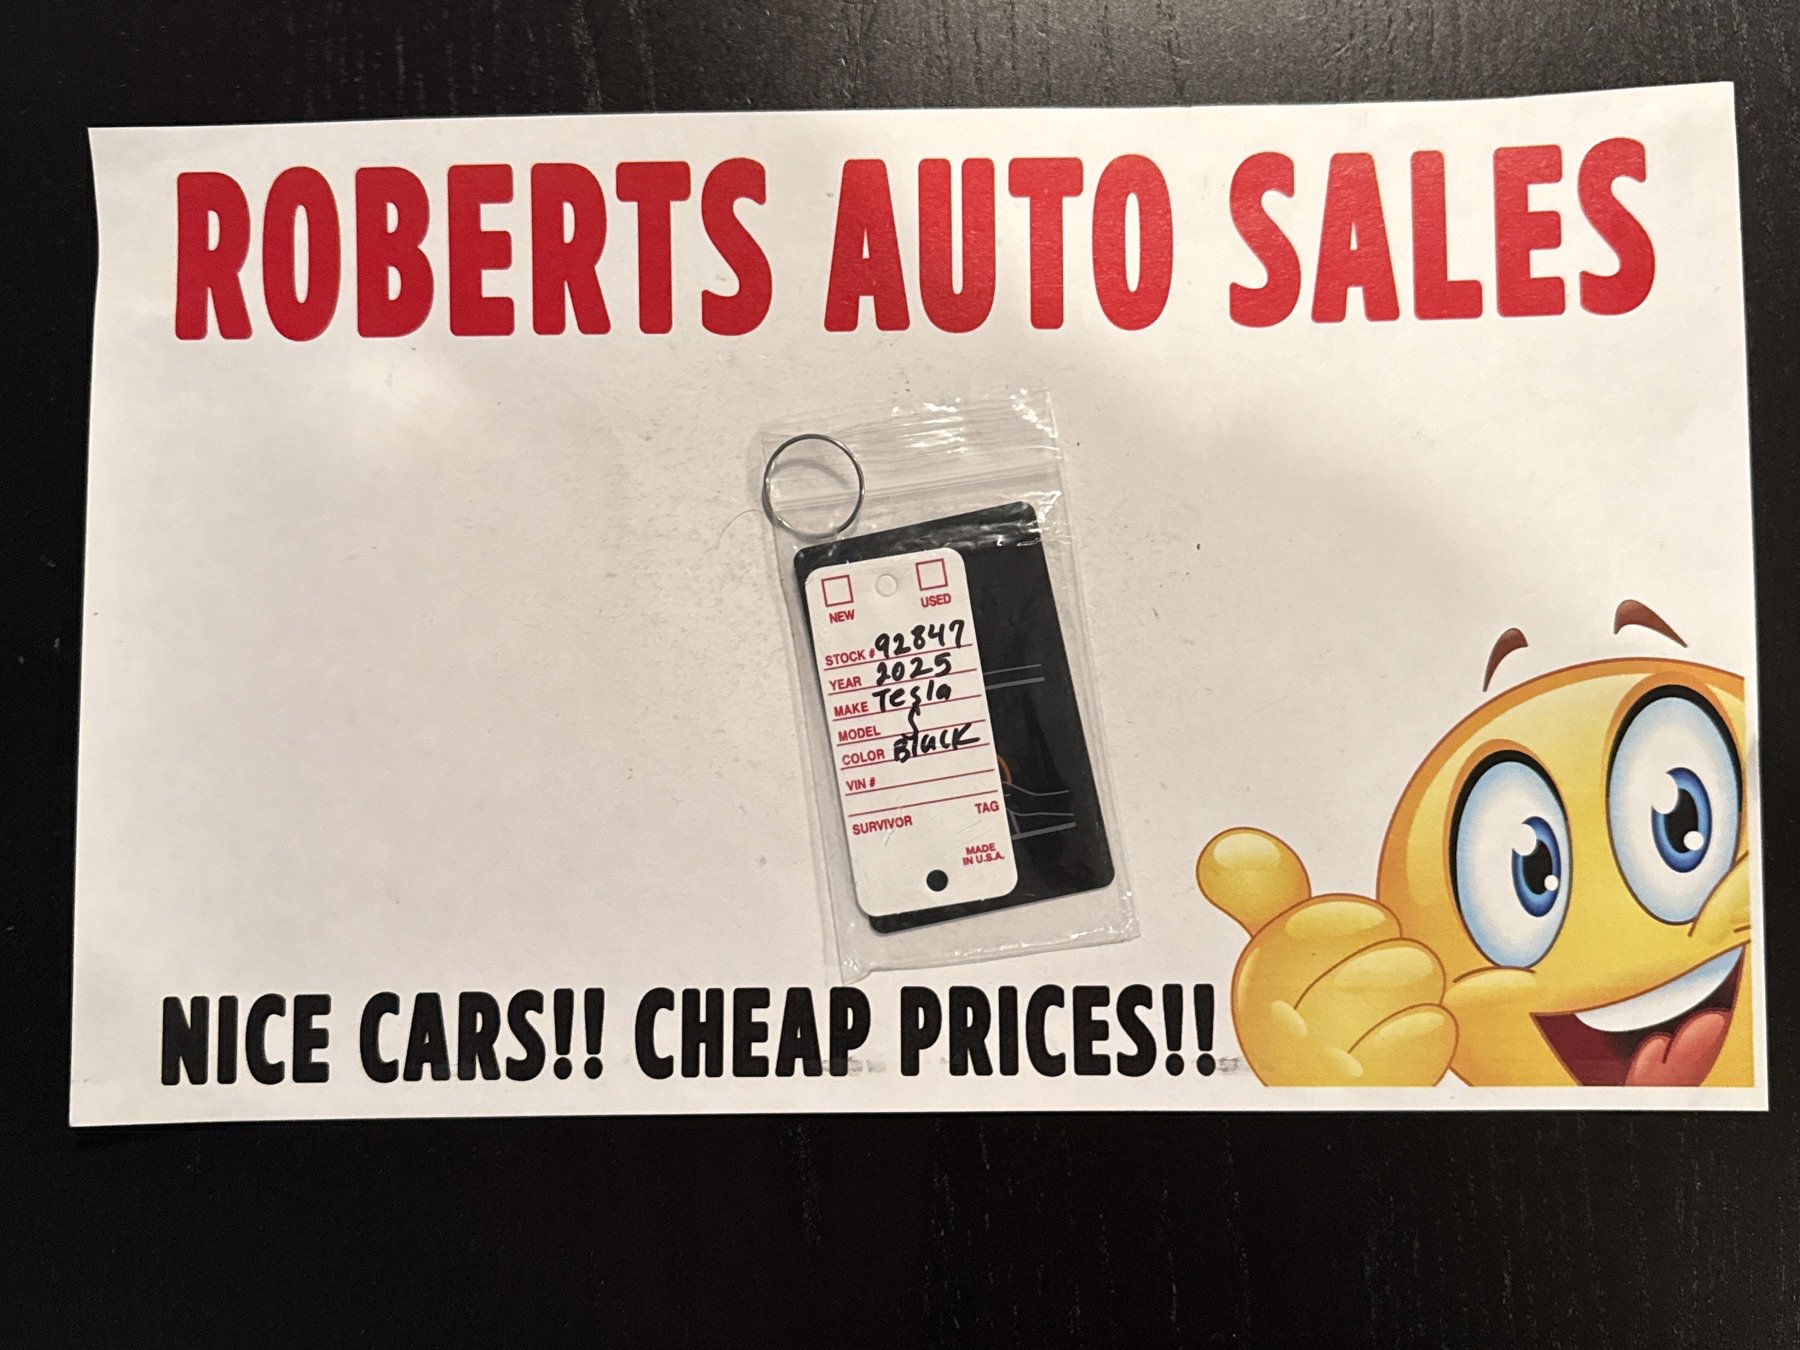 ROBERTS AUTO SALES
NEW USED
STOCK # 92847
YEAR 2025
MAKE Tesla
MODEL S
COLOR Black
VIN #
TAG
SURVIVOR
MADE
IN U.S.A.
NICE CARS!! CHEAP PRICES!!